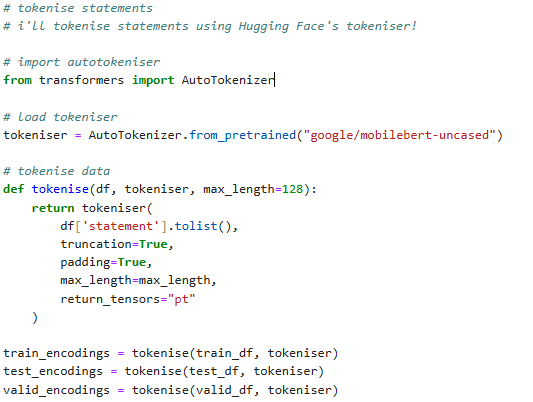 # tokenise statements
# i'll tokenise statements using Hugging Face's tokeniser!
# import autotokeniser
from transformers import AutoTokenizer
# load tokeniser
tokeniser = AutoTokenizer.from_pretrained("google/mobilebert-uncased")
# tokenise data
def tokenise(df, tokeniser, max_length=128):
    return tokeniser(
        df['statement'].tolist(),
        truncation=True,
        padding=True,
        max_length=max_length,
        return_tensors="pt"
    )
train_encodings = tokenise(train_df, tokeniser)
test_encodings = tokenise(test_df, tokeniser)
valid_encodings = tokenise(valid_df, tokeniser)